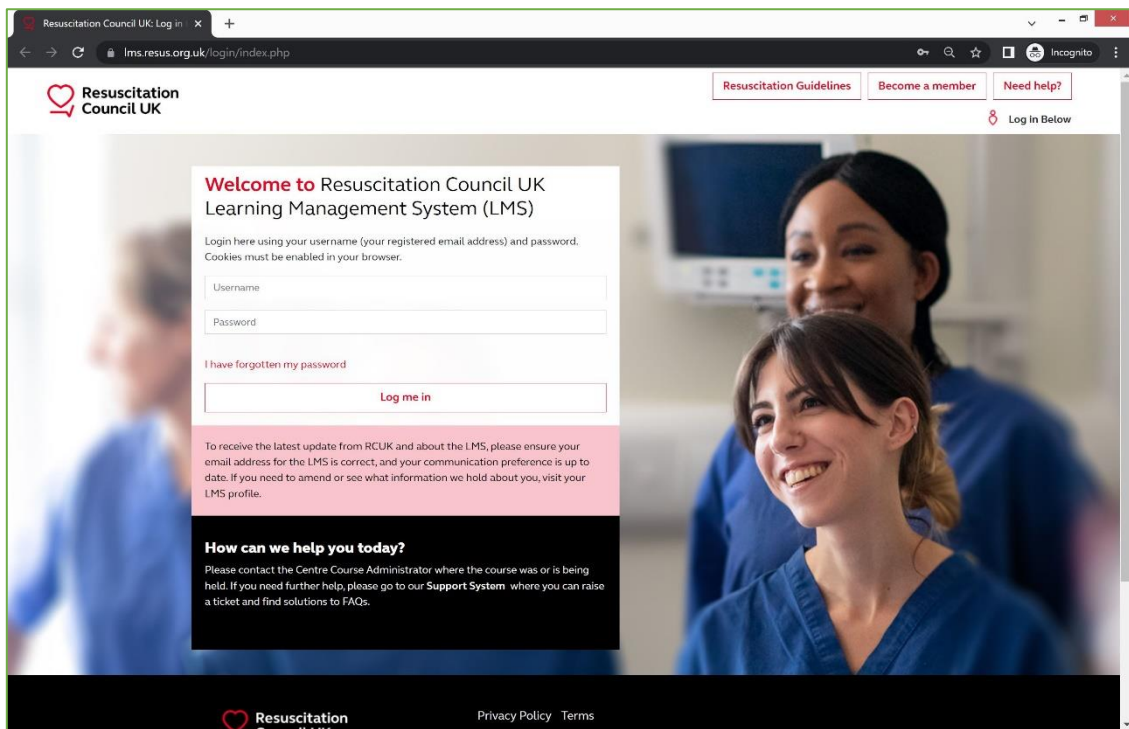 Resuscitation Council UK: Log in
lms.resus.org.uk/login/index.php
Incognito
Resuscitation
Council UK
Resuscitation Guidelines
Become a member
Need help?
Log in Below
Welcome to Resuscitation Council UK
Learning Management System (LMS)
Login here using your username (your registered email address) and password.
Cookies must be enabled in your browser.
Username
Password
I have forgotten my password
Log me in
To receive the latest update from RCUK and about the LMS, please ensure your
email address for the LMS is correct, and your communication preference is up to
date. If you need to amend or see what information we hold about you, visit your
LMS profile.
How can we help you today?
Please contact the Centre Course Administrator where the course was or is being
held. If you need further help, please go to our Support System where you can raise
a ticket and find solutions to FAQs.
Resuscitation
Privacy Policy Terms